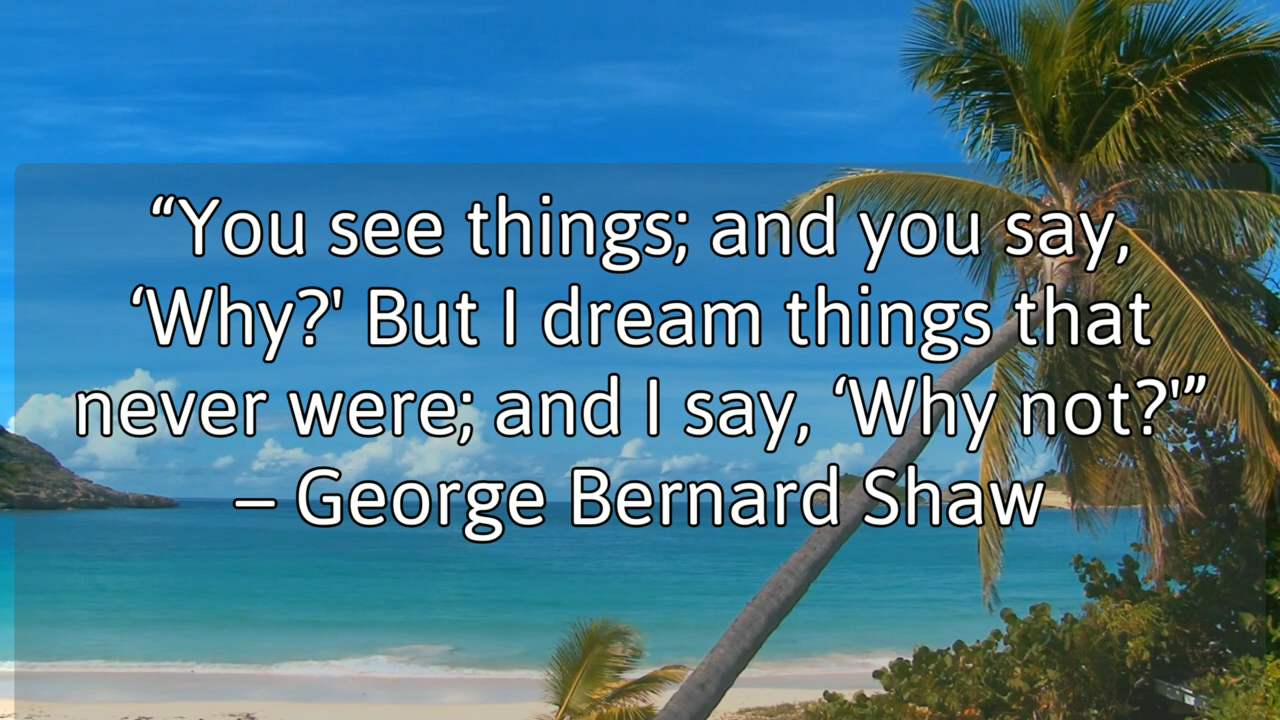 “You see things; and you say,
‘Why?' But I dream things that
never were; and I say, ‘Why not?'”
– George Bernard Shaw